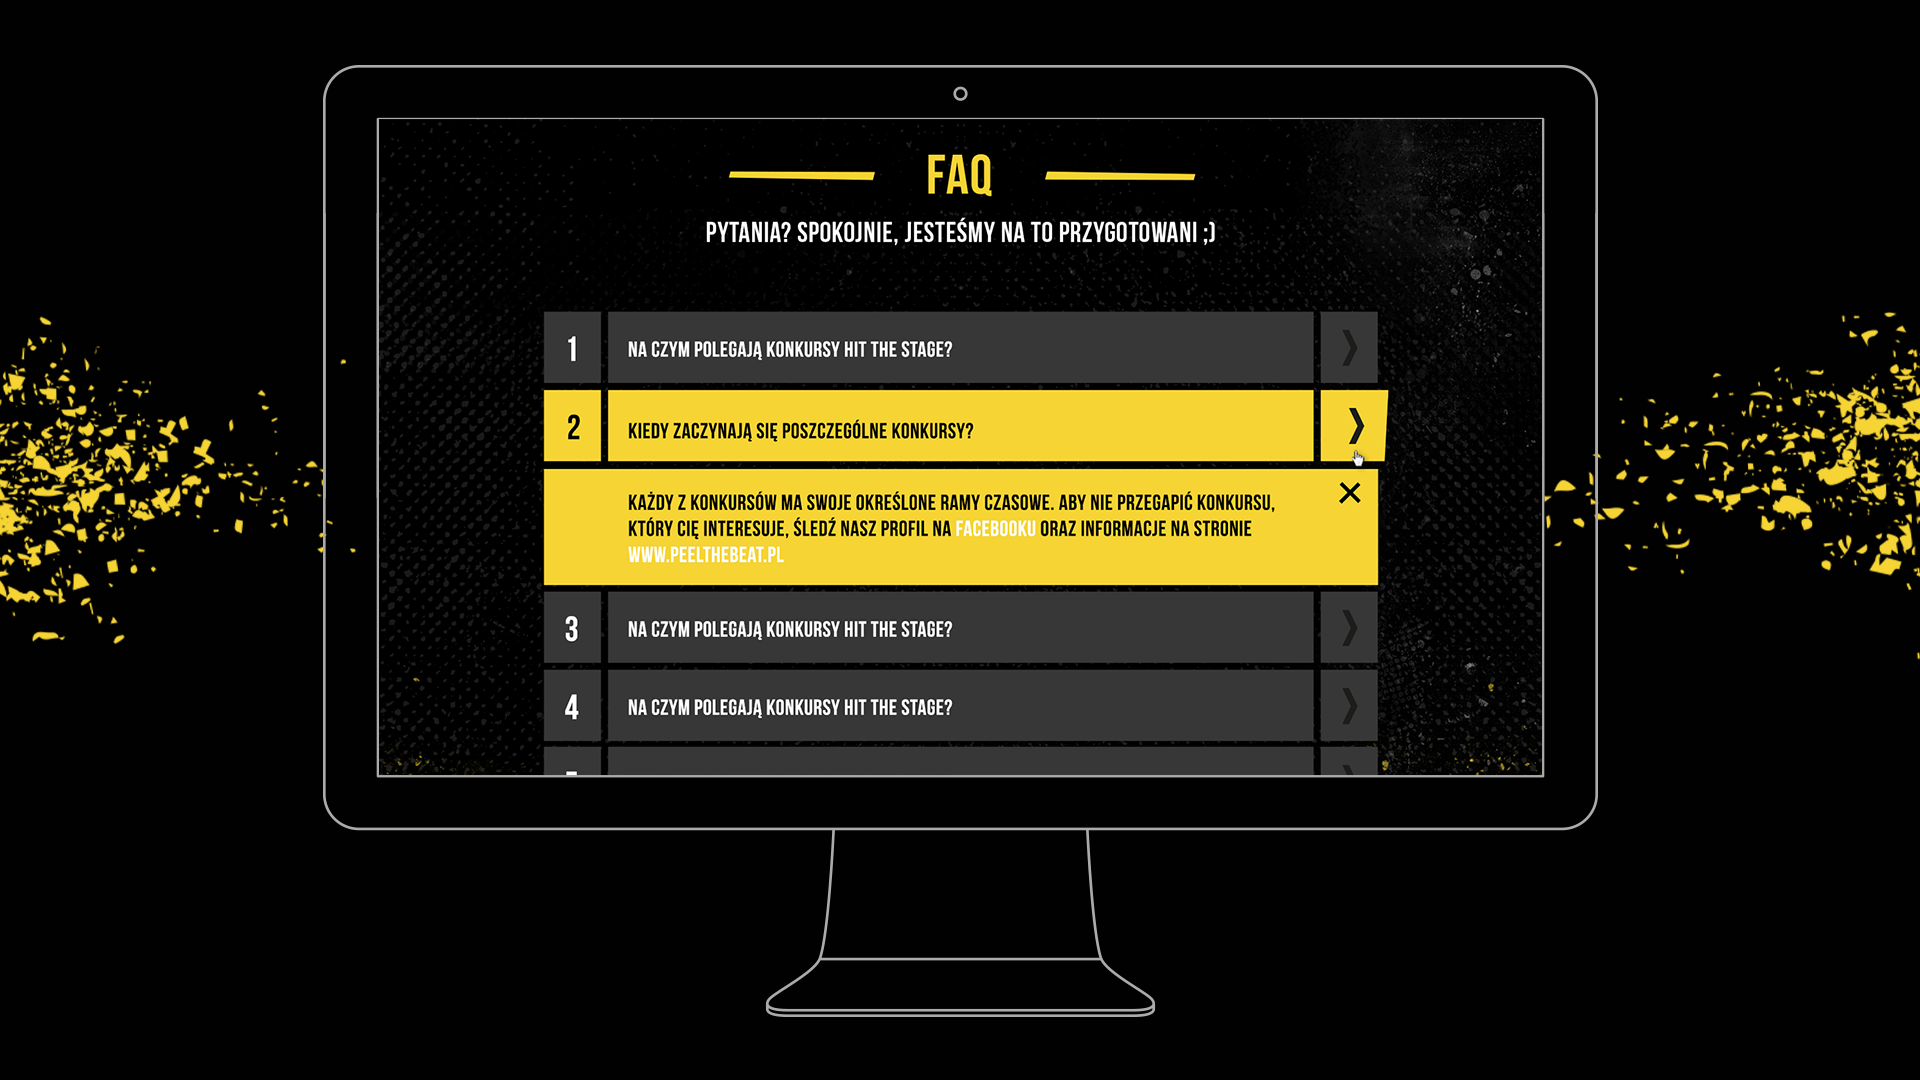 FAQ
PYTANIA? SPOKOJNIE, JESTEŚMY NA TO PRZYGOTOWANI ;)
1 NA CZYM POLEGAJĄ KONKURSY HIT THE STAGE?
2 KIEDY ZACZYNAJĄ SIĘ POSZCZEGÓLNE KONKURSY?
KAŻDY Z KONKURSÓW MA SWOJE OKREŚLONE RAMY CZASOWE. ABY NIE PRZEGAPIĆ KONKURSU,
KTÓRY CIĘ INTERESUJE, ŚLEDŹ NASZ PROFIL NA FACEBOOKU ORAZ INFORMACJE NA STRONIE
WWW.PEELTHEBEAT.PL
3 NA CZYM POLEGAJĄ KONKURSY HIT THE STAGE?
4 NA CZYM POLEGAJĄ KONKURSY HIT THE STAGE?